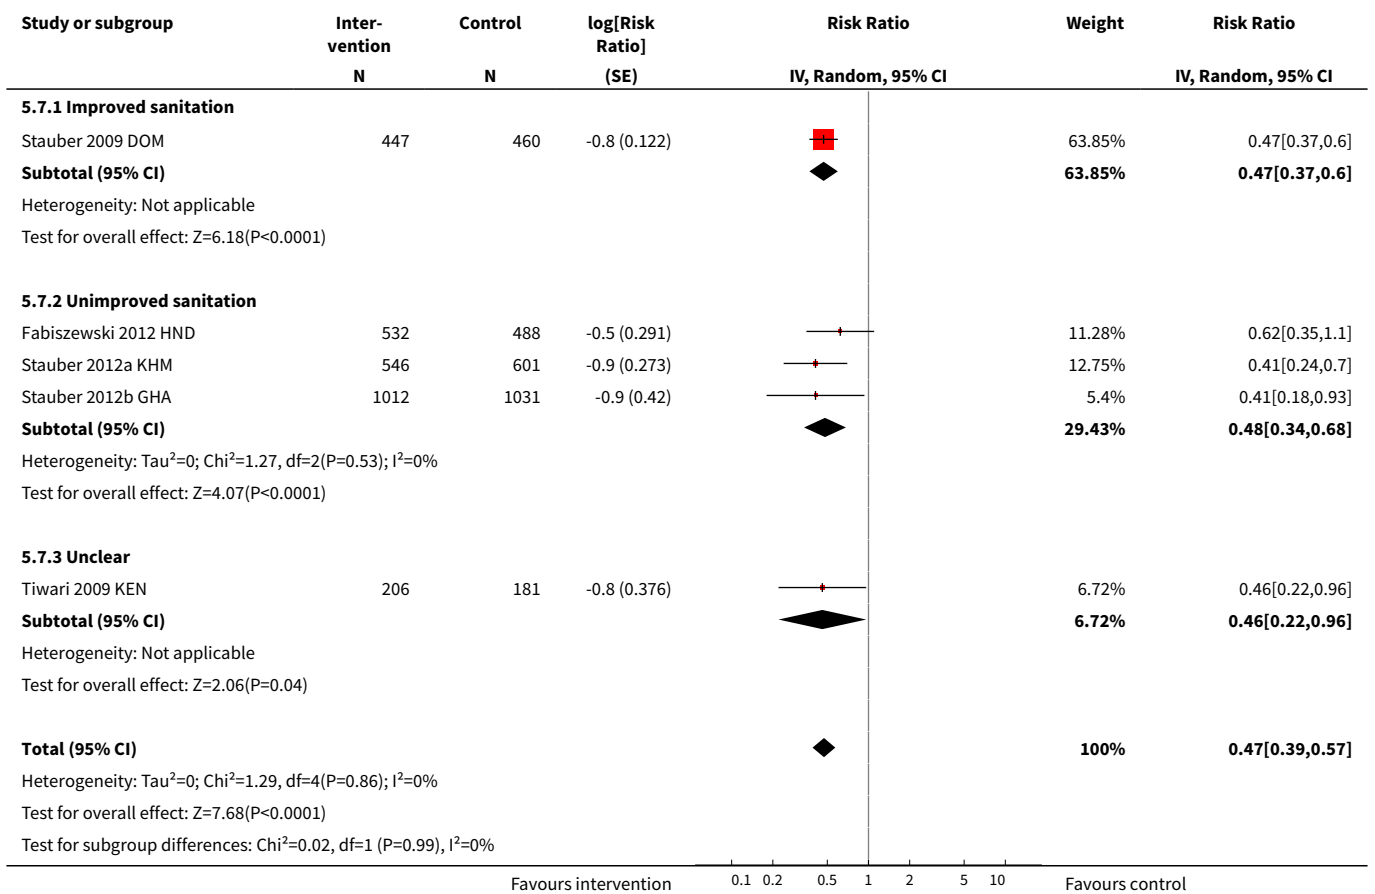 Study or subgroup Inter-vention Control log[Risk Ratio] Risk Ratio Weight Risk Ratio
N N (SE) IV, Random, 95% CI IV, Random, 95% CI
5.7.1 Improved sanitation
Stauber 2009 DOM 447 460 -0.8 (0.122) 63.85% 0.47[0.37,0.6]
Subtotal (95% CI) 63.85% 0.47[0.37,0.6]
Heterogeneity: Not applicable
Test for overall effect: Z=6.18(P<0.0001)
5.7.2 Unimproved sanitation
Fabiszewski 2012 HND 532 488 -0.5 (0.291) 11.28% 0.62[0.35,1.1]
Stauber 2012a KHM 546 601 -0.9 (0.273) 12.75% 0.41[0.24,0.7]
Stauber 2012b GHA 1012 1031 -0.9 (0.42) 5.4% 0.41[0.18,0.93]
Subtotal (95% CI) 29.43% 0.48[0.34,0.68]
Heterogeneity: Tau²=0; Chi²=1.27, df=2(P=0.53); I²=0%
Test for overall effect: Z=4.07(P<0.0001)
5.7.3 Unclear
Tiwari 2009 KEN 206 181 -0.8 (0.376) 6.72% 0.46[0.22,0.96]
Subtotal (95% CI) 6.72% 0.46[0.22,0.96]
Heterogeneity: Not applicable
Test for overall effect: Z=2.06(P=0.04)
Total (95% CI) 100% 0.47[0.39,0.57]
Heterogeneity: Tau²=0; Chi²=1.29, df=4(P=0.86); I²=0%
Test for overall effect: Z=7.68(P<0.0001)
Test for subgroup differences: Chi²=0.02, df=1 (P=0.99), I²=0%
Favours intervention 0.1 0.2 0.5 1 2 5 10 Favours control